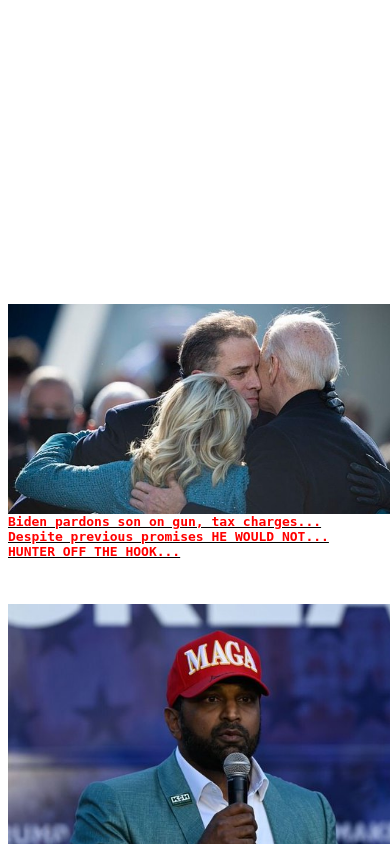 Biden pardons son on gun, tax charges...
Despite previous promises HE WOULD NOT...
HUNTER OFF THE HOOK...
MAGA